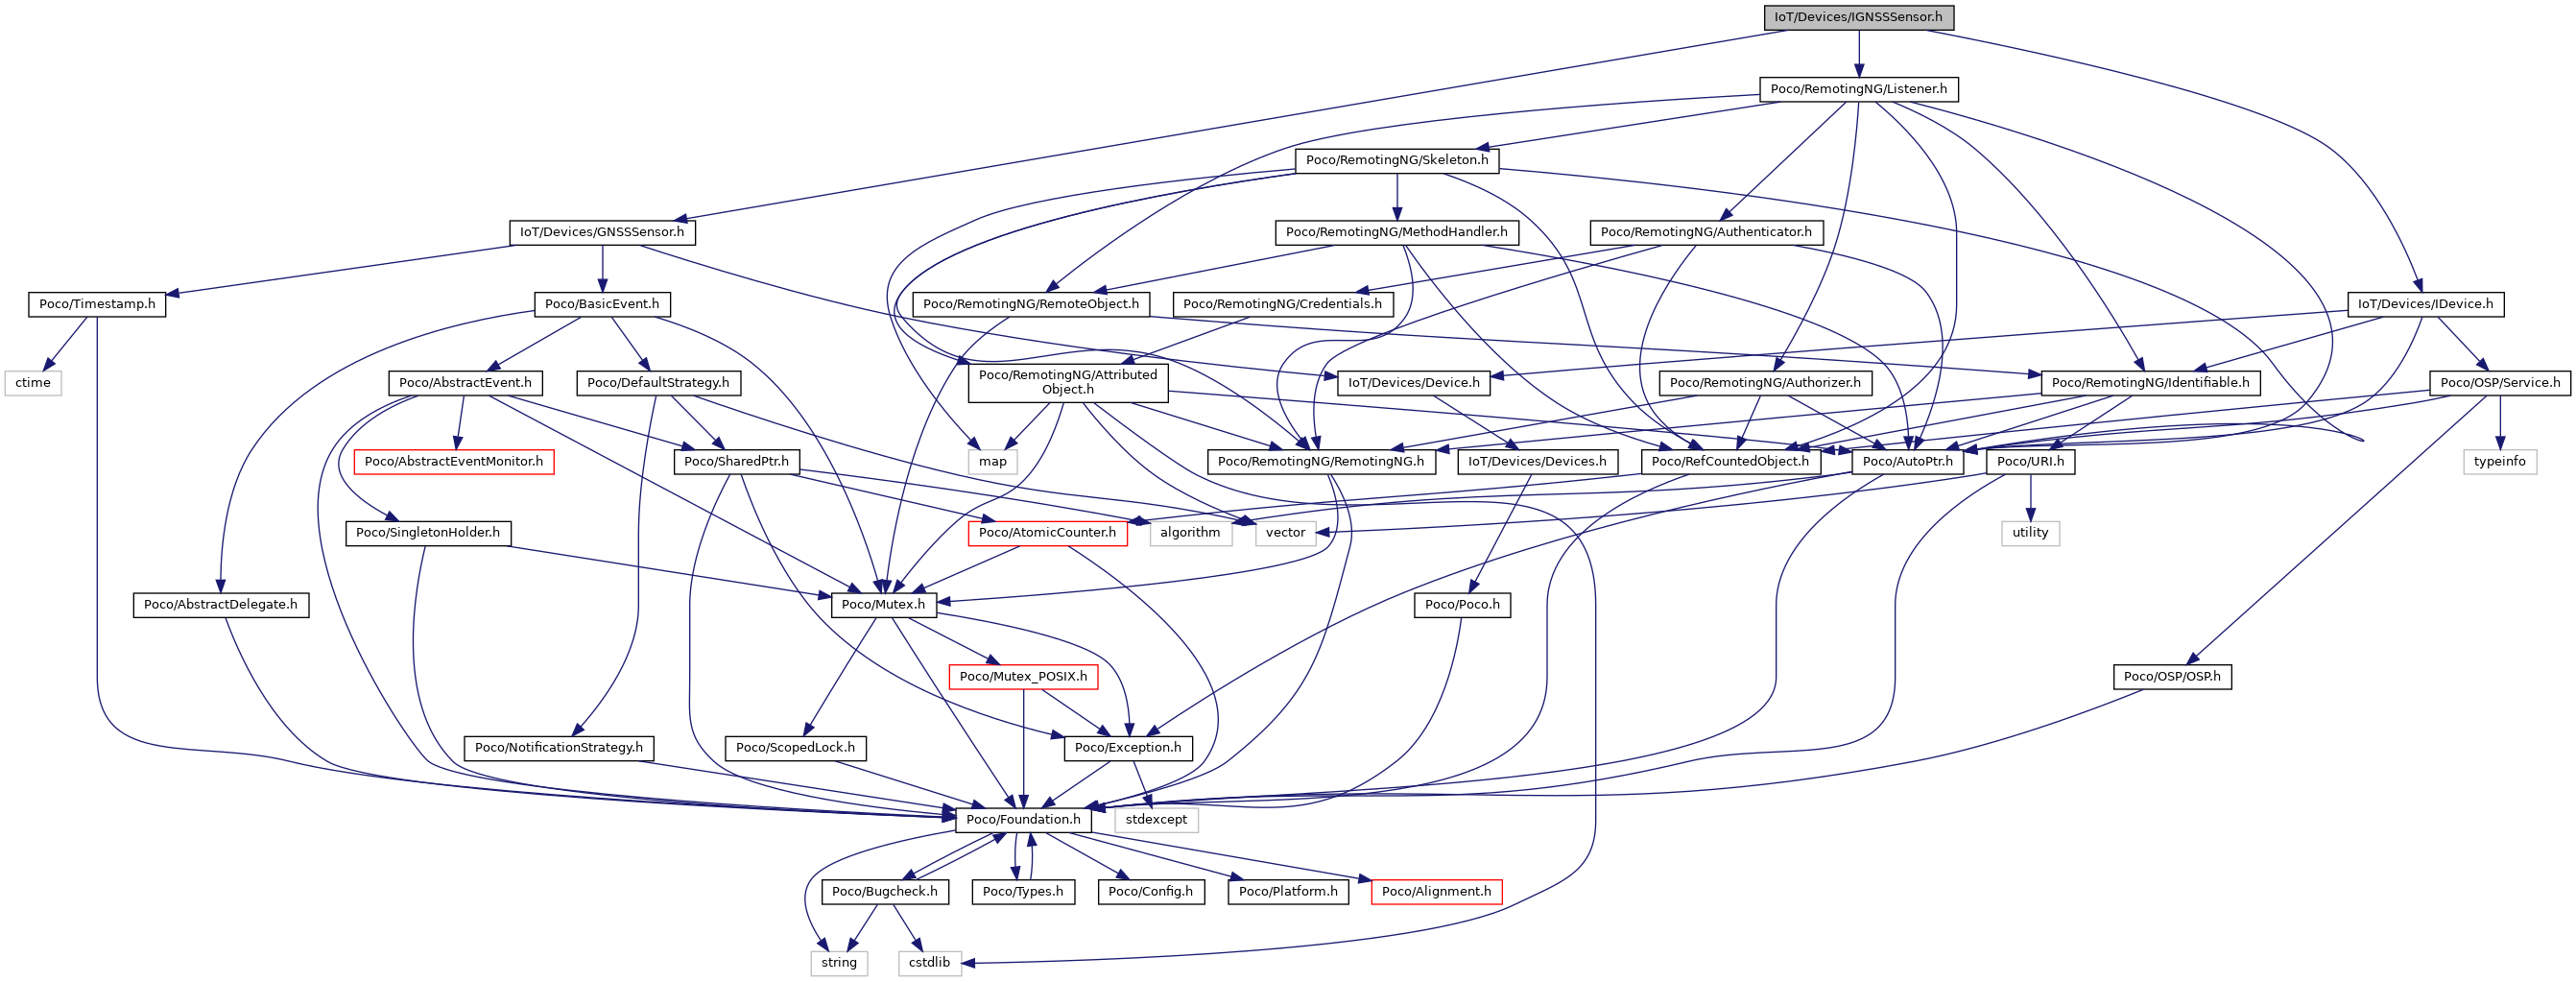 IoT/Devices/IGNSSSensor.h
Poco/RemotingNG/Listener.h
Poco/RemotingNG/Skeleton.h
IoT/Devices/GNSSSensor.h
Poco/RemotingNG/MethodHandler.h
Poco/RemotingNG/Authenticator.h
Poco/Timestamp.h
Poco/BasicEvent.h
Poco/RemotingNG/RemoteObject.h
Poco/RemotingNG/Credentials.h
IoT/Devices/IDevice.h
ctime
Poco/AbstractEvent.h
Poco/DefaultStrategy.h
Poco/RemotingNG/Attributed
Object.h
IoT/Devices/Device.h
Poco/RemotingNG/Authorizer.h
Poco/RemotingNG/Identifiable.h
Poco/OSP/Service.h
Poco/AbstractEventMonitor.h
Poco/SharedPtr.h
map
Poco/RemotingNG/RemotingNG.h
IoT/Devices/Devices.h
Poco/RefCountedObject.h
Poco/AutoPtr.h
Poco/URI.h
typeinfo
Poco/SingletonHolder.h
Poco/AtomicCounter.h
algorithm
vector
utility
Poco/AbstractDelegate.h
Poco/Mutex.h
Poco/Poco.h
Poco/Mutex_POSIX.h
Poco/OSP/OSP.h
Poco/NotificationStrategy.h
Poco/ScopedLock.h
Poco/Exception.h
Poco/Foundation.h
stdexcept
Poco/Bugcheck.h
Poco/Types.h
Poco/Config.h
Poco/Platform.h
Poco/Alignment.h
string
cstdlib